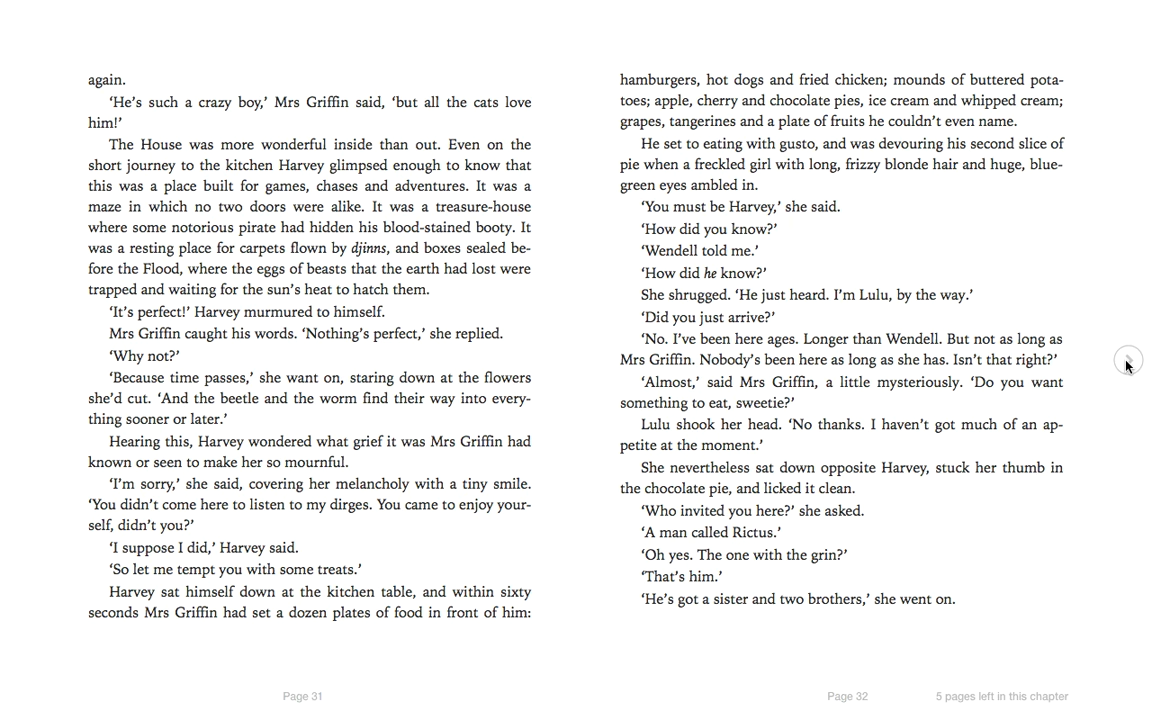 again.
‘He’s such a crazy boy,’ Mrs Griffin said, ‘but all the cats love
him!’
The House was more wonderful inside than out. Even on the
short journey to the kitchen Harvey glimpsed enough to know that
this was a place built for games, chases and adventures. It was a
maze in which no two doors were alike. It was a treasure-house
where some notorious pirate had hidden his blood-stained booty. It
was a resting place for carpets flown by djinns, and boxes sealed be-
fore the Flood, where the eggs of beasts that the earth had lost were
trapped and waiting for the sun’s heat to hatch them.
‘It’s perfect!’ Harvey murmured to himself.
Mrs Griffin caught his words. ‘Nothing’s perfect,’ she replied.
‘Why not?’
‘Because time passes,’ she want on, staring down at the flowers
she’d cut. ‘And the beetle and the worm find their way into every-
thing sooner or later.’
Hearing this, Harvey wondered what grief it was Mrs Griffin had
known or seen to make her so mournful.
‘I’m sorry,’ she said, covering her melancholy with a tiny smile.
‘You didn’t come here to listen to my dirges. You came to enjoy your-
self, didn’t you?’
‘I suppose I did,’ Harvey said.
‘So let me tempt you with some treats.’
Harvey sat himself down at the kitchen table, and within sixty
seconds Mrs Griffin had set a dozen plates of food in front of him:
Page 31
hamburgers, hot dogs and fried chicken; mounds of buttered pota-
toes; apple, cherry and chocolate pies, ice cream and whipped cream;
grapes, tangerines and a plate of fruits he couldn’t even name.
He set to eating with gusto, and was devouring his second slice of
pie when a freckled girl with long, frizzy blonde hair and huge, blue-
green eyes ambled in.
‘You must be Harvey,’ she said.
‘How did you know?’
‘Wendell told me.’
‘How did he know?’
She shrugged. ‘He just heard. I’m Lulu, by the way.’
‘Did you just arrive?’
‘No. I’ve been here ages. Longer than Wendell. But not as long as
Mrs Griffin. Nobody’s been here as long as she has. Isn’t that right?’
‘Almost,’ said Mrs Griffin, a little mysteriously. ‘Do you want
something to eat, sweetie?’
Lulu shook her head. ‘No thanks. I haven’t got much of an ap-
petite at the moment.’
She nevertheless sat down opposite Harvey, stuck her thumb in
the chocolate pie, and licked it clean.
‘Who invited you here?’ she asked.
‘A man called Rictus.’
‘Oh yes. The one with the grin?’
‘That’s him.’
‘He’s got a sister and two brothers,’ she went on.
Page 32
5 pages left in this chapter